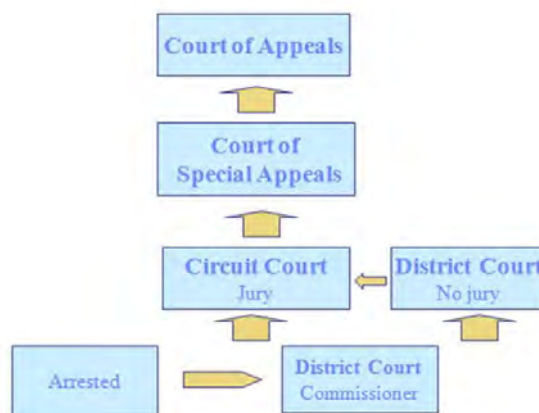 Court of Appeals
Court of
Special Appeals
Circuit Court
Jury
District Court
No jury
Arrested
District Court
Commissioner